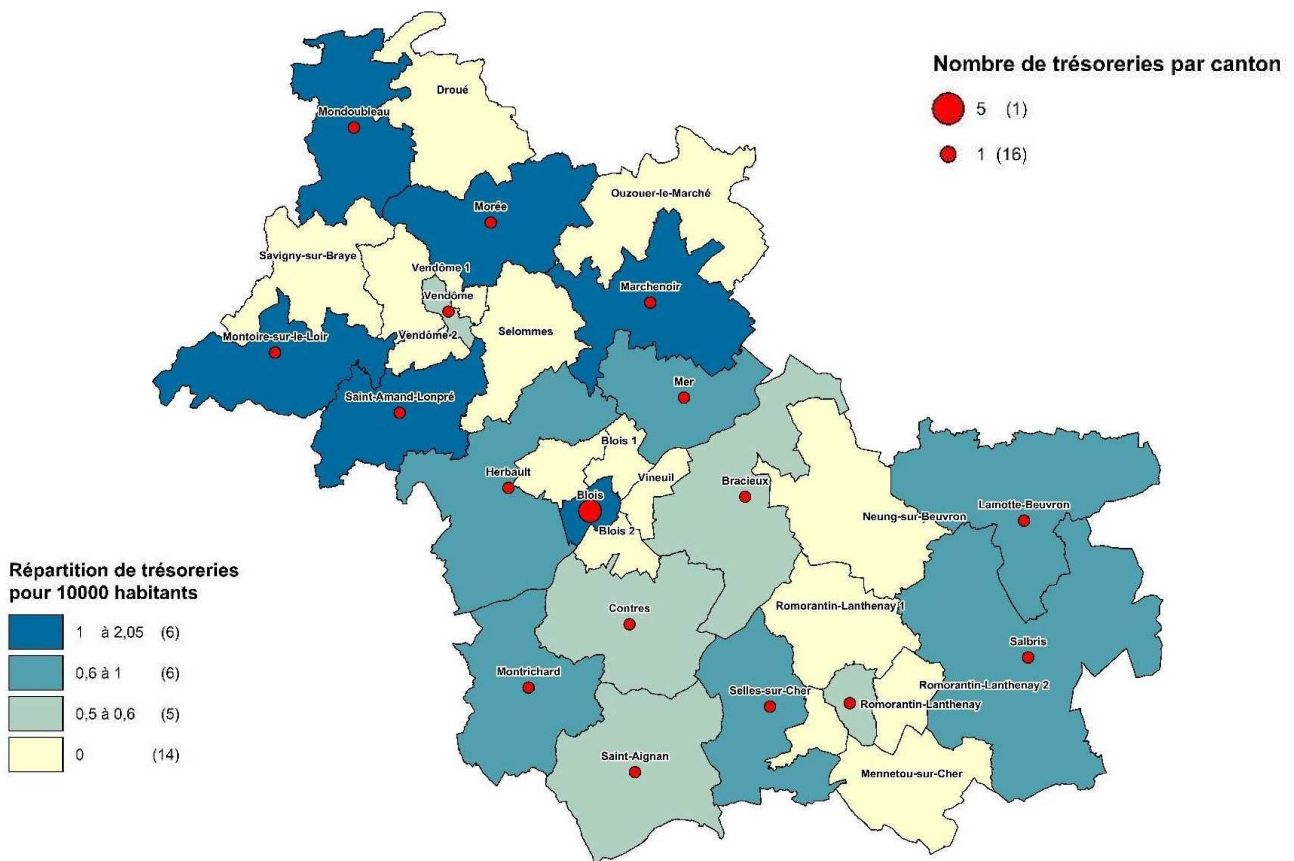 Nombre de trésoreries par canton
5 (1)
1 (16)
Droué
Mondoubleau
Ouzouer-le-Marché
Morée
Savigny-sur-Braye
Vendôme 1
Marchenoir
Vendôme
Selommes
Vendôme 2
Montoire-sur-le-Loir
Mer
Saint-Amand-Lonpré
Blois 1
Herbault
Vineuil
Bracieux
Blois
Lamotte-Beuvron
Neung-sur-Beuvron
Blois 2
Répartition de trésoreries
pour 10000 habitants
1 à 2,05 (6)
0,6 à 1 (6)
0,5 à 0,6 (5)
0 (14)
Contres
Romorantin-Lanthenay 1
Salbris
Montrichard
Romorantin-Lanthenay 2
Selles-sur-Cher
Romorantin-Lanthenay
Saint-Aignan
Mennetou-sur-Cher